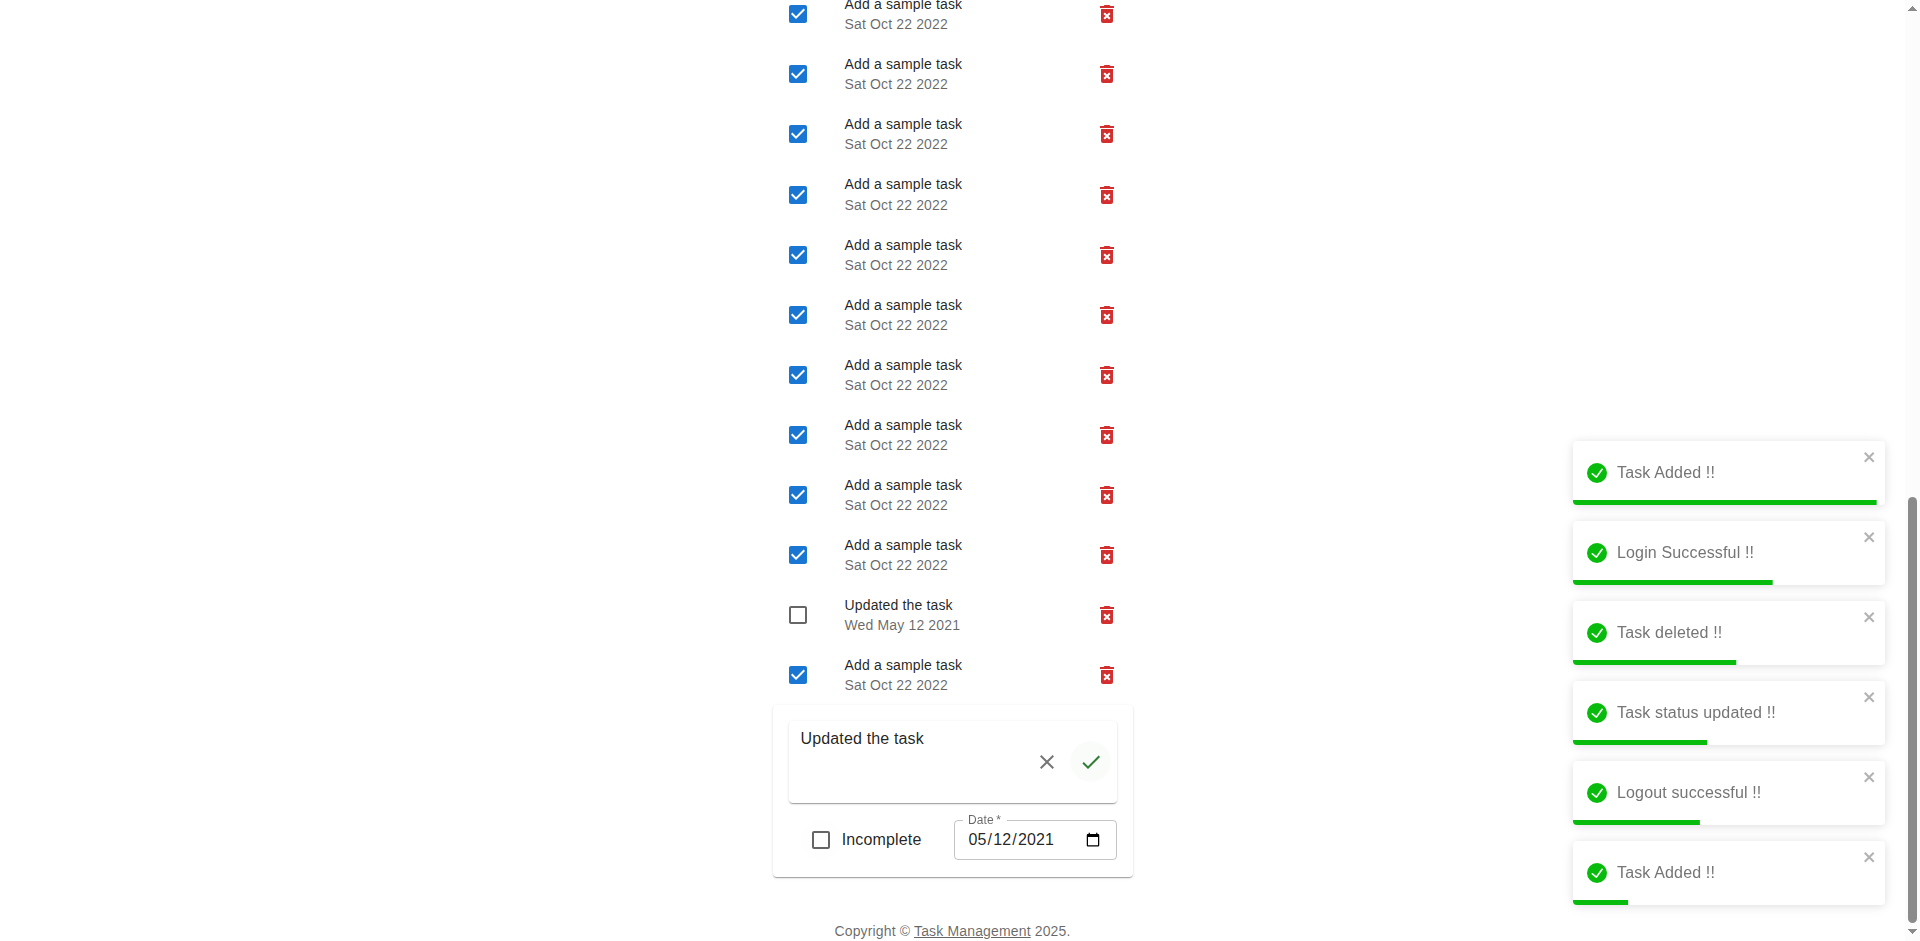 Add a sample task
Sat Oct 22 2022
Add a sample task
Sat Oct 22 2022
Add a sample task
Sat Oct 22 2022
Add a sample task
Sat Oct 22 2022
Add a sample task
Sat Oct 22 2022
Add a sample task
Sat Oct 22 2022
Add a sample task
Sat Oct 22 2022
Add a sample task
Sat Oct 22 2022
Add a sample task
Sat Oct 22 2022
Add a sample task
Sat Oct 22 2022
Updated the task
Wed May 12 2021
Add a sample task
Sat Oct 22 2022
Updated the task
Incomplete
Date *
05/12/2021
Copyright © Task Management 2025.
Task Added !!
Login Successful !!
Task deleted !!
Task status updated !!
Logout successful !!
Task Added !!